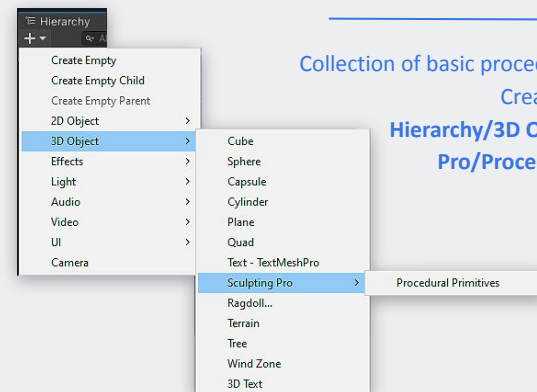 Hierarchy
Create Empty
Create Empty Child
Create Empty Parent
2D Object
3D Object
Effects
Light
Audio
Video
UI
Camera
Cube
Sphere
Capsule
Cylinder
Plane
Quad
Text - TextMeshPro
Sculpting Pro
Ragdoll...
Terrain
Tree
Wind Zone
3D Text
Procedural Primitives
Collection of basic proced
Crea
Hierarchy/3D O
Pro/Proce